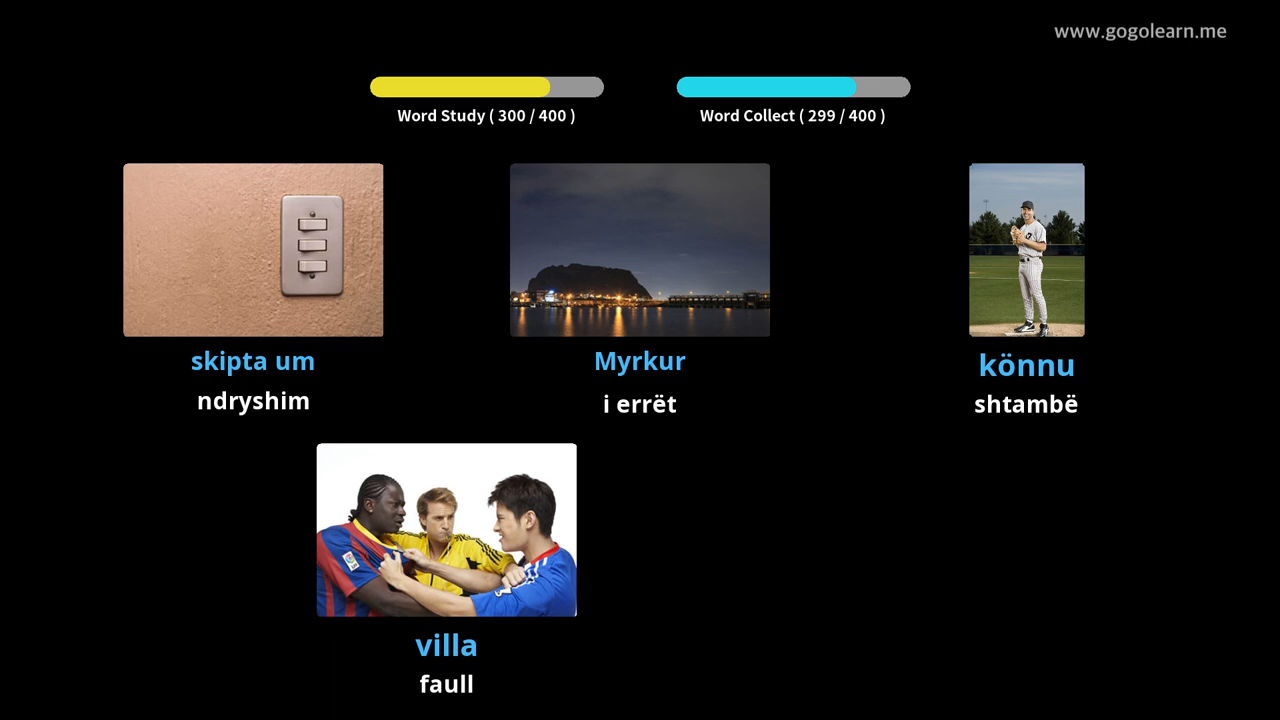 www.gogolearn.me
Word Study ( 300 / 400 )
Word Collect ( 299 / 400 )
skipta um
ndryshim
Myrkur
i errët
könnu
shtambë
villa
faull